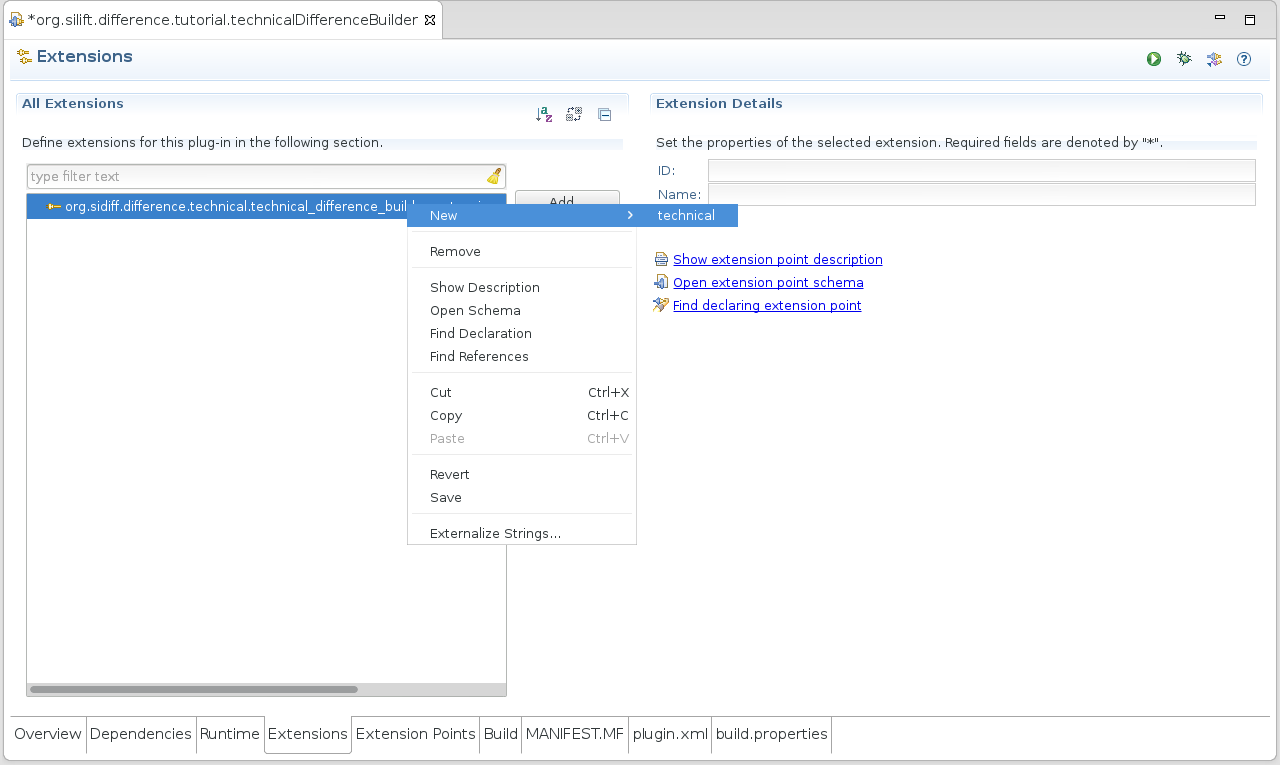 *org.silift.difference.tutorial.technicalDifferenceBuilder
Extensions
All Extensions
Define extensions for this plug-in in the following section.
type filter text
org.sidiff.difference.technical.technical_difference_buil
Add...
New
technical
Remove
Show Description
Open Schema
Find Declaration
Find References
Cut Ctrl+X
Copy Ctrl+C
Paste Ctrl+V
Revert
Save
Externalize Strings...
Extension Details
Set the properties of the selected extension. Required fields are denoted by "*".
ID:
Name:
Show extension point description
Open extension point schema
Find declaring extension point
Overview Dependencies Runtime Extensions Extension Points Build MANIFEST.MF plugin.xml build.properties